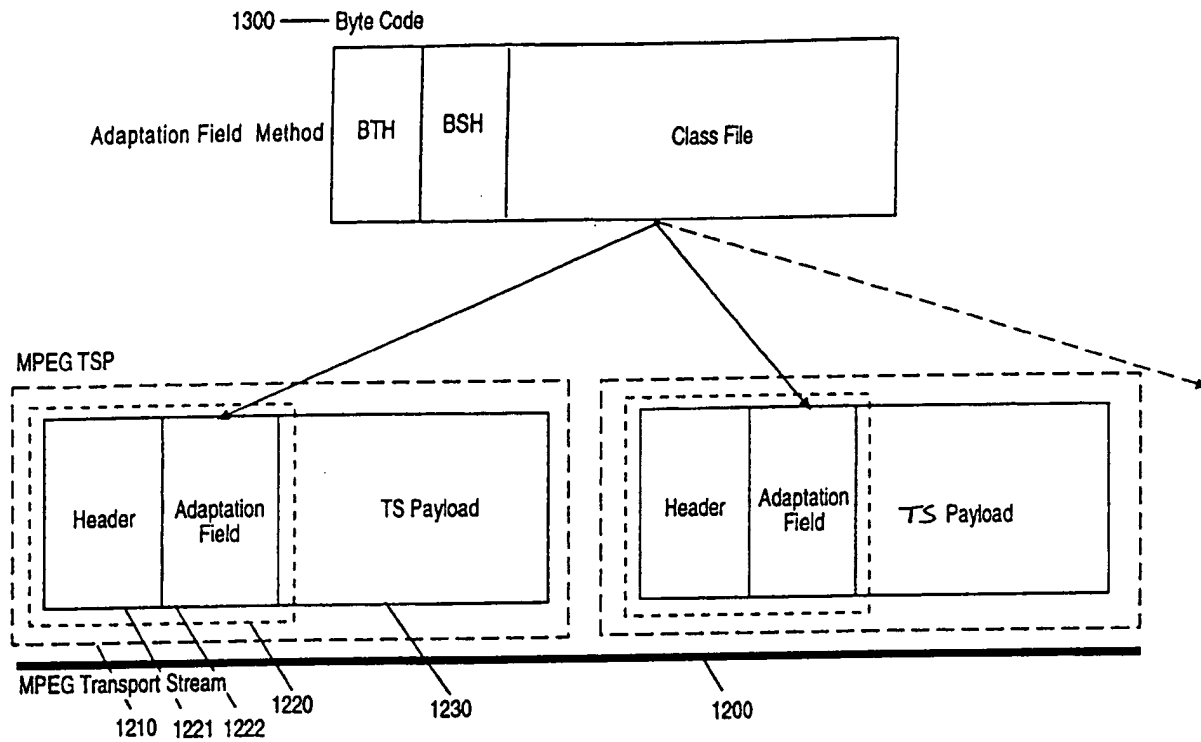 1300 Byte Code
Adaptation Field Method
BTH
BSH
Class File
MPEG TSP
Header
Adaptation Field
TS Payload
Header
Adaptation Field
TS Payload
MPEG Transport Stream
1210
1221
1222
1220
1230
1200